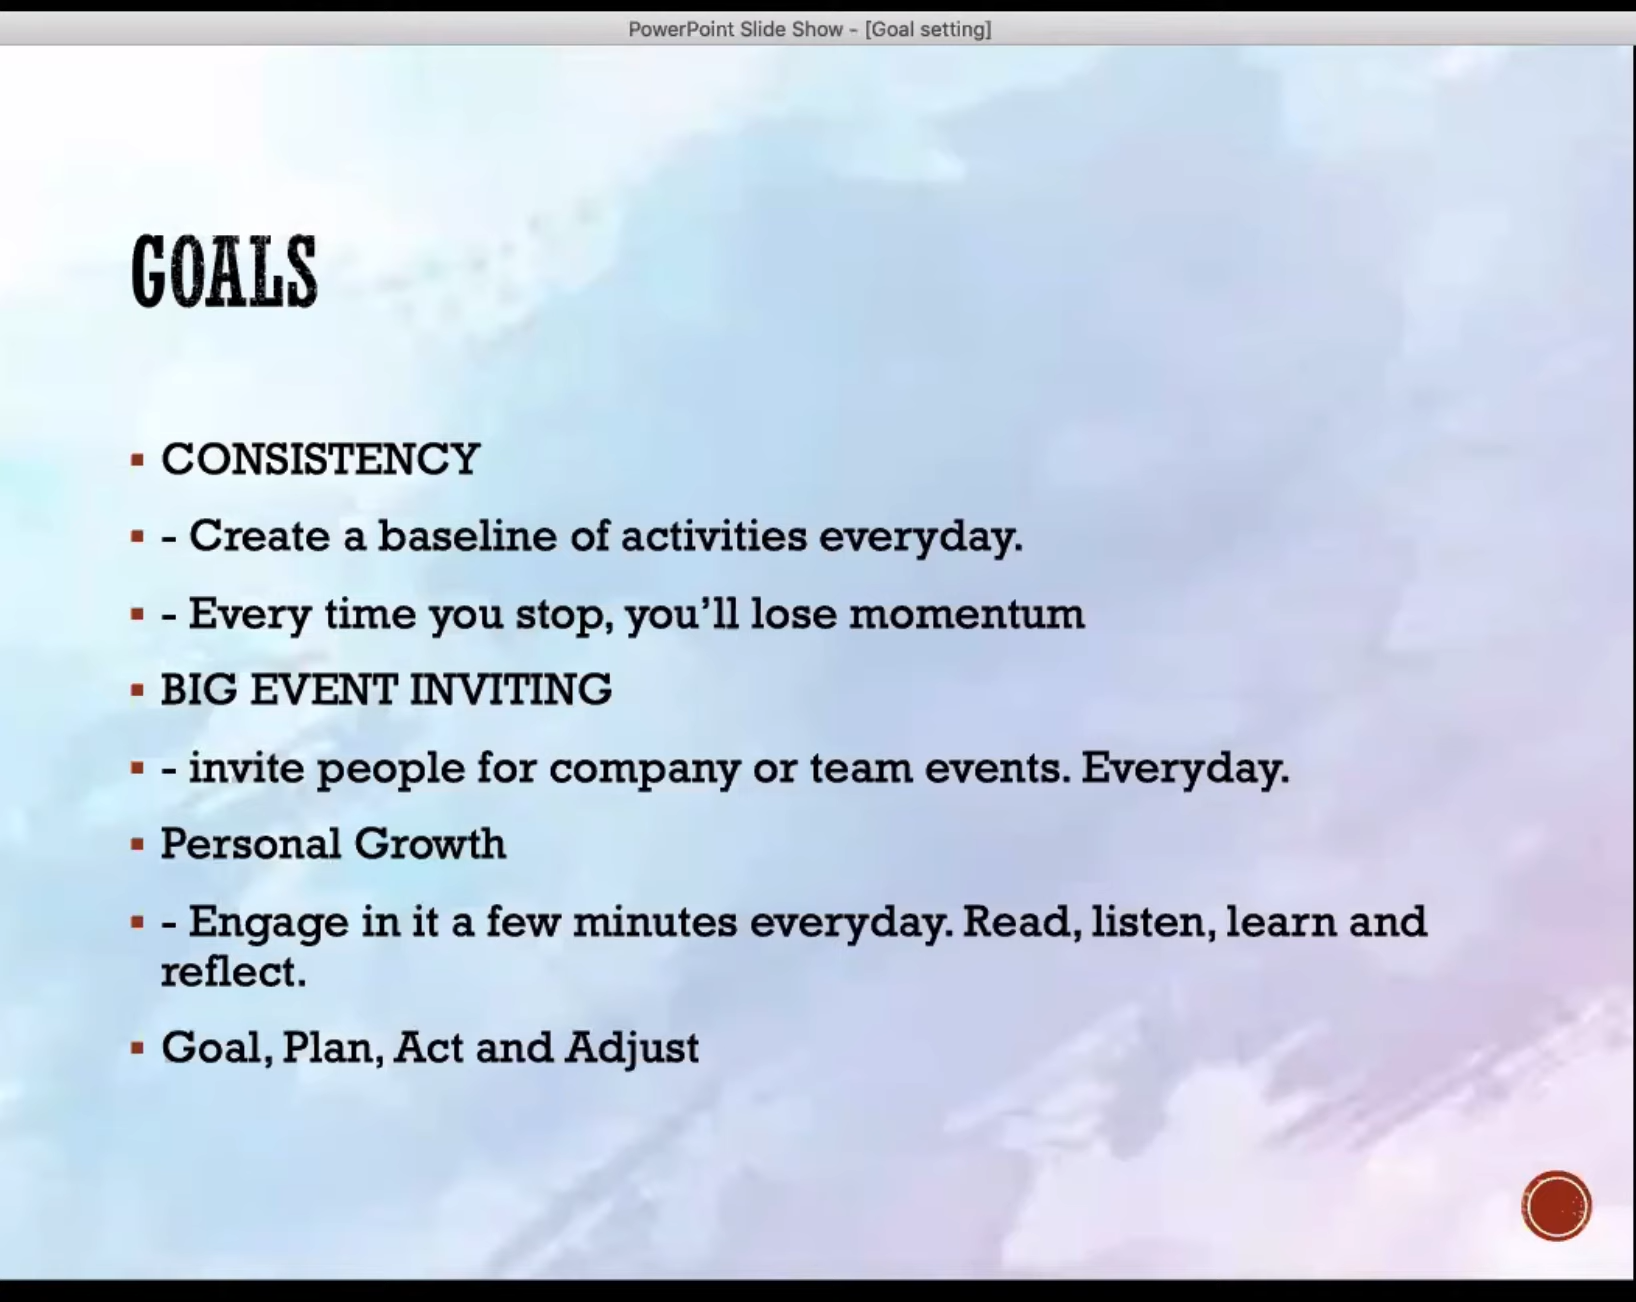 PowerPoint Slide Show - [Goal setting]
GOALS
▪ CONSISTENCY
▪ - Create a baseline of activities everyday.
▪ - Every time you stop, you’ll lose momentum
▪ BIG EVENT INVITING
▪ - invite people for company or team events. Everyday.
▪ Personal Growth
▪ - Engage in it a few minutes everyday. Read, listen, learn and
reflect.
▪ Goal, Plan, Act and Adjust